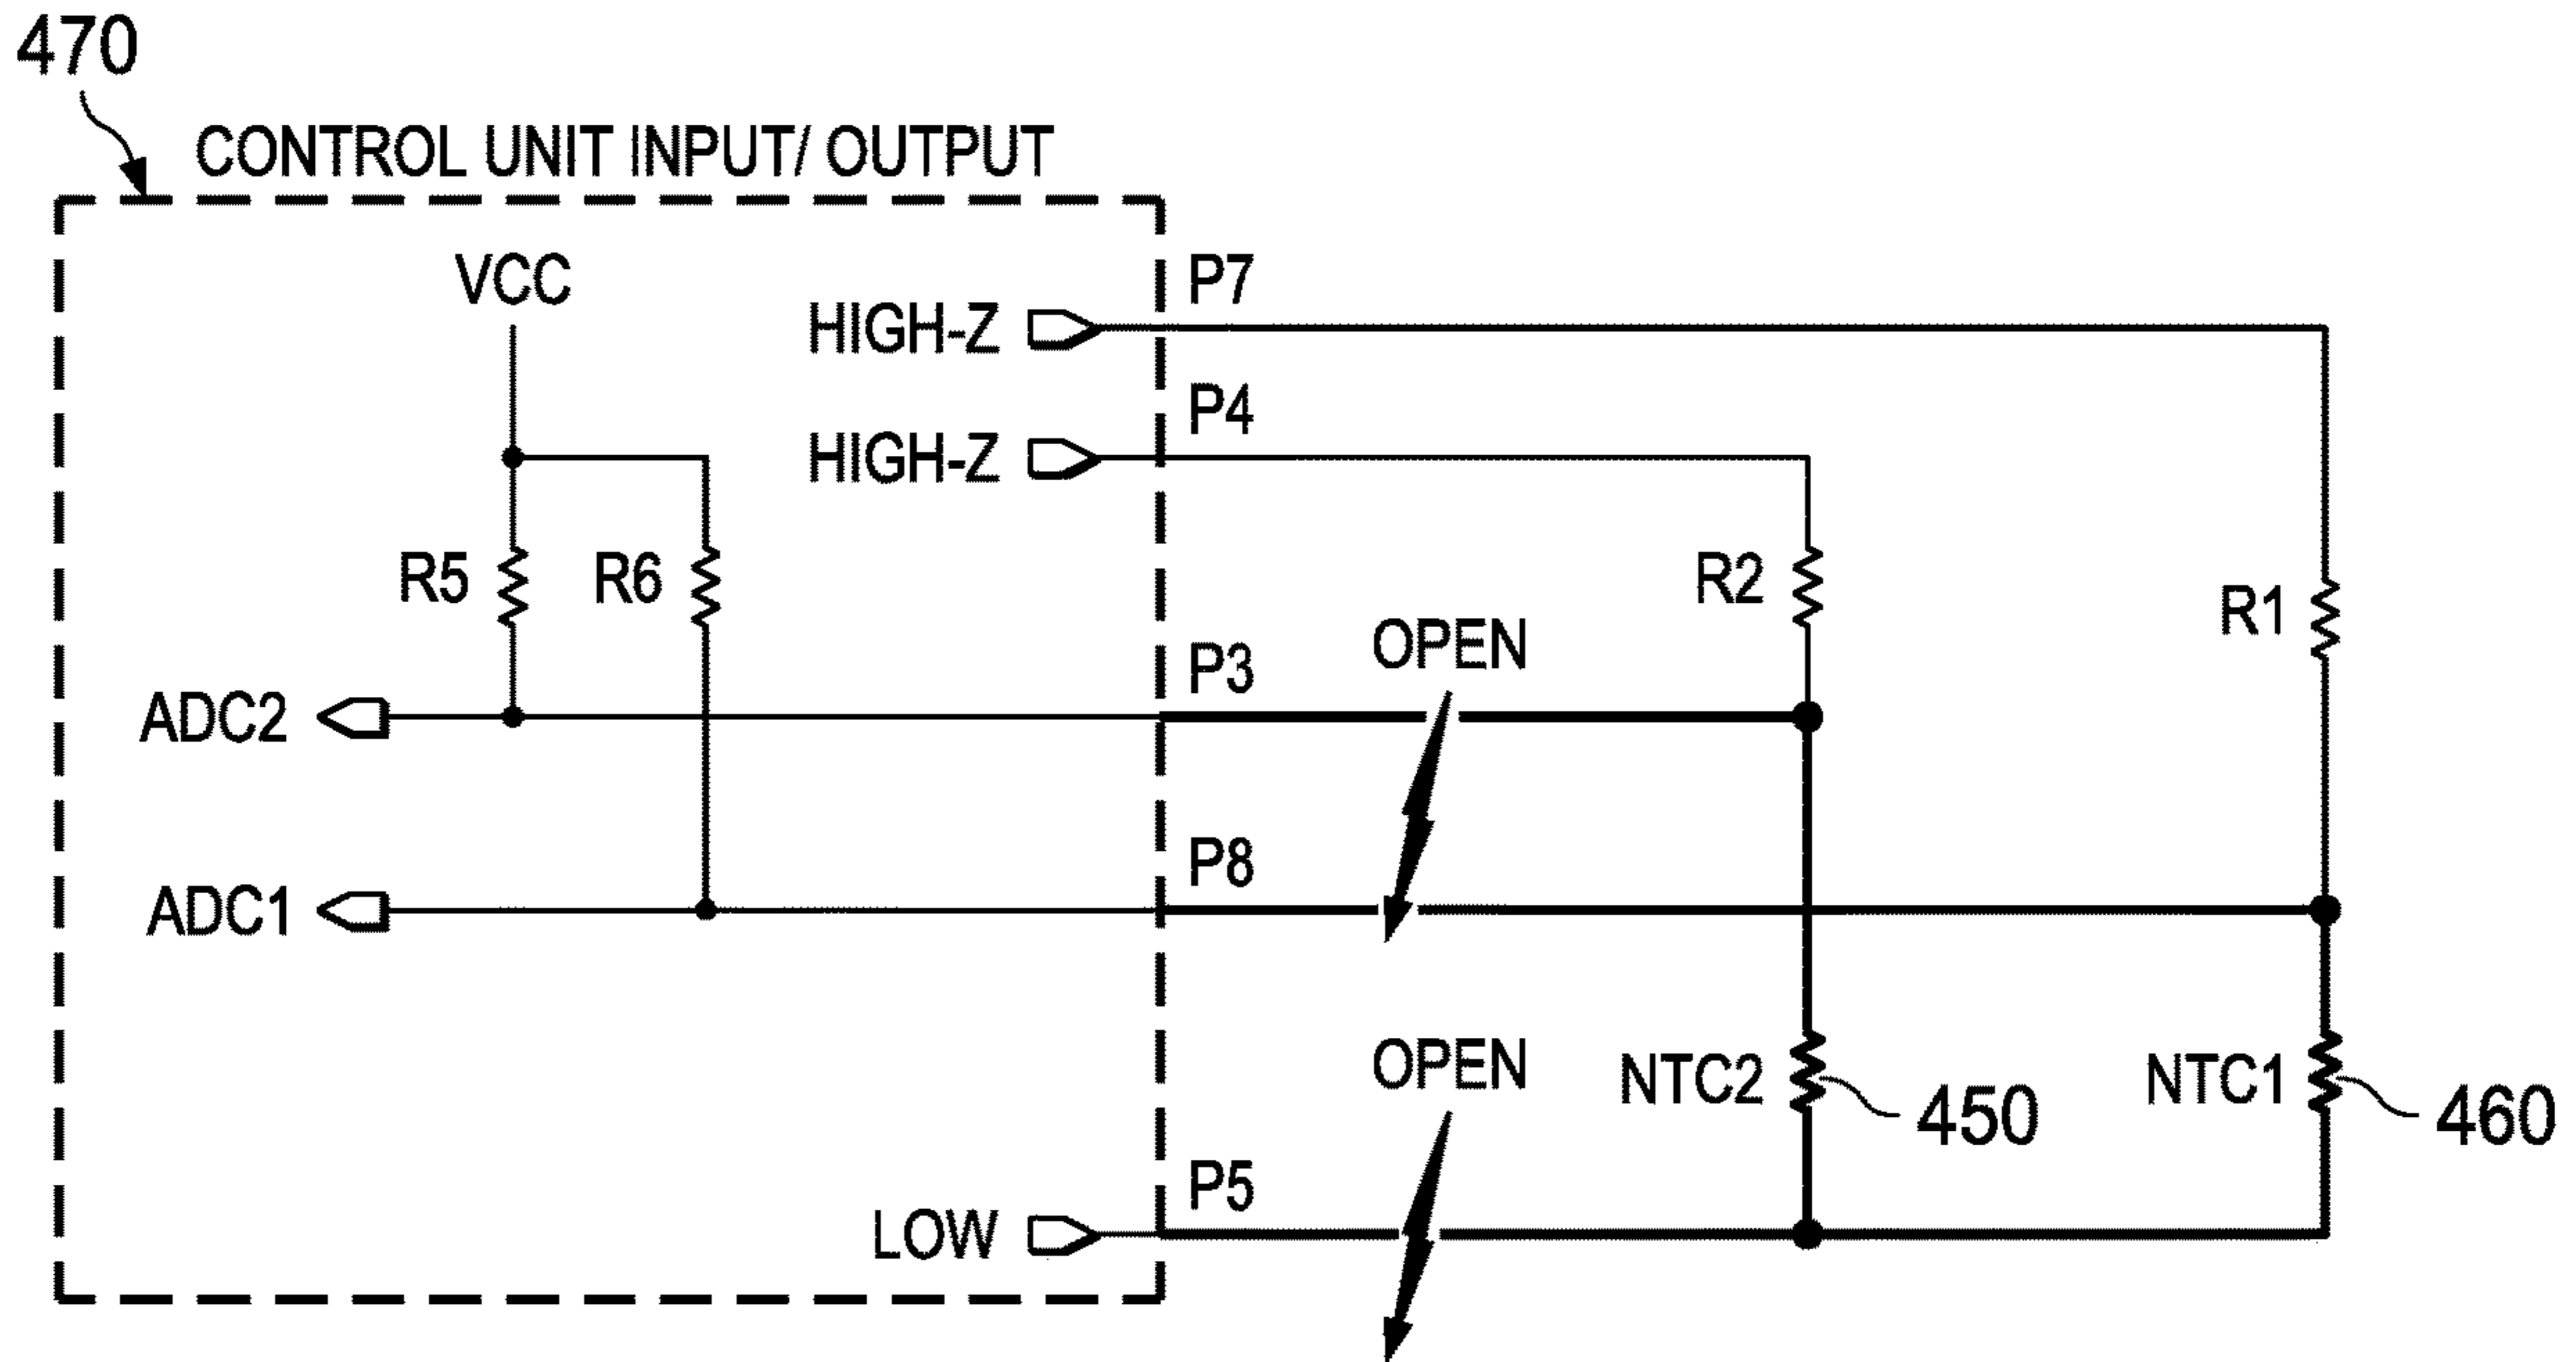 470
CONTROL UNIT INPUT/ OUTPUT
VCC
HIGH-Z
P7
HIGH-Z
P4
R5
R6
R2
R1
OPEN
P3
ADC2
P8
ADC1
OPEN
NTC2
450
NTC1
460
P5
LOW